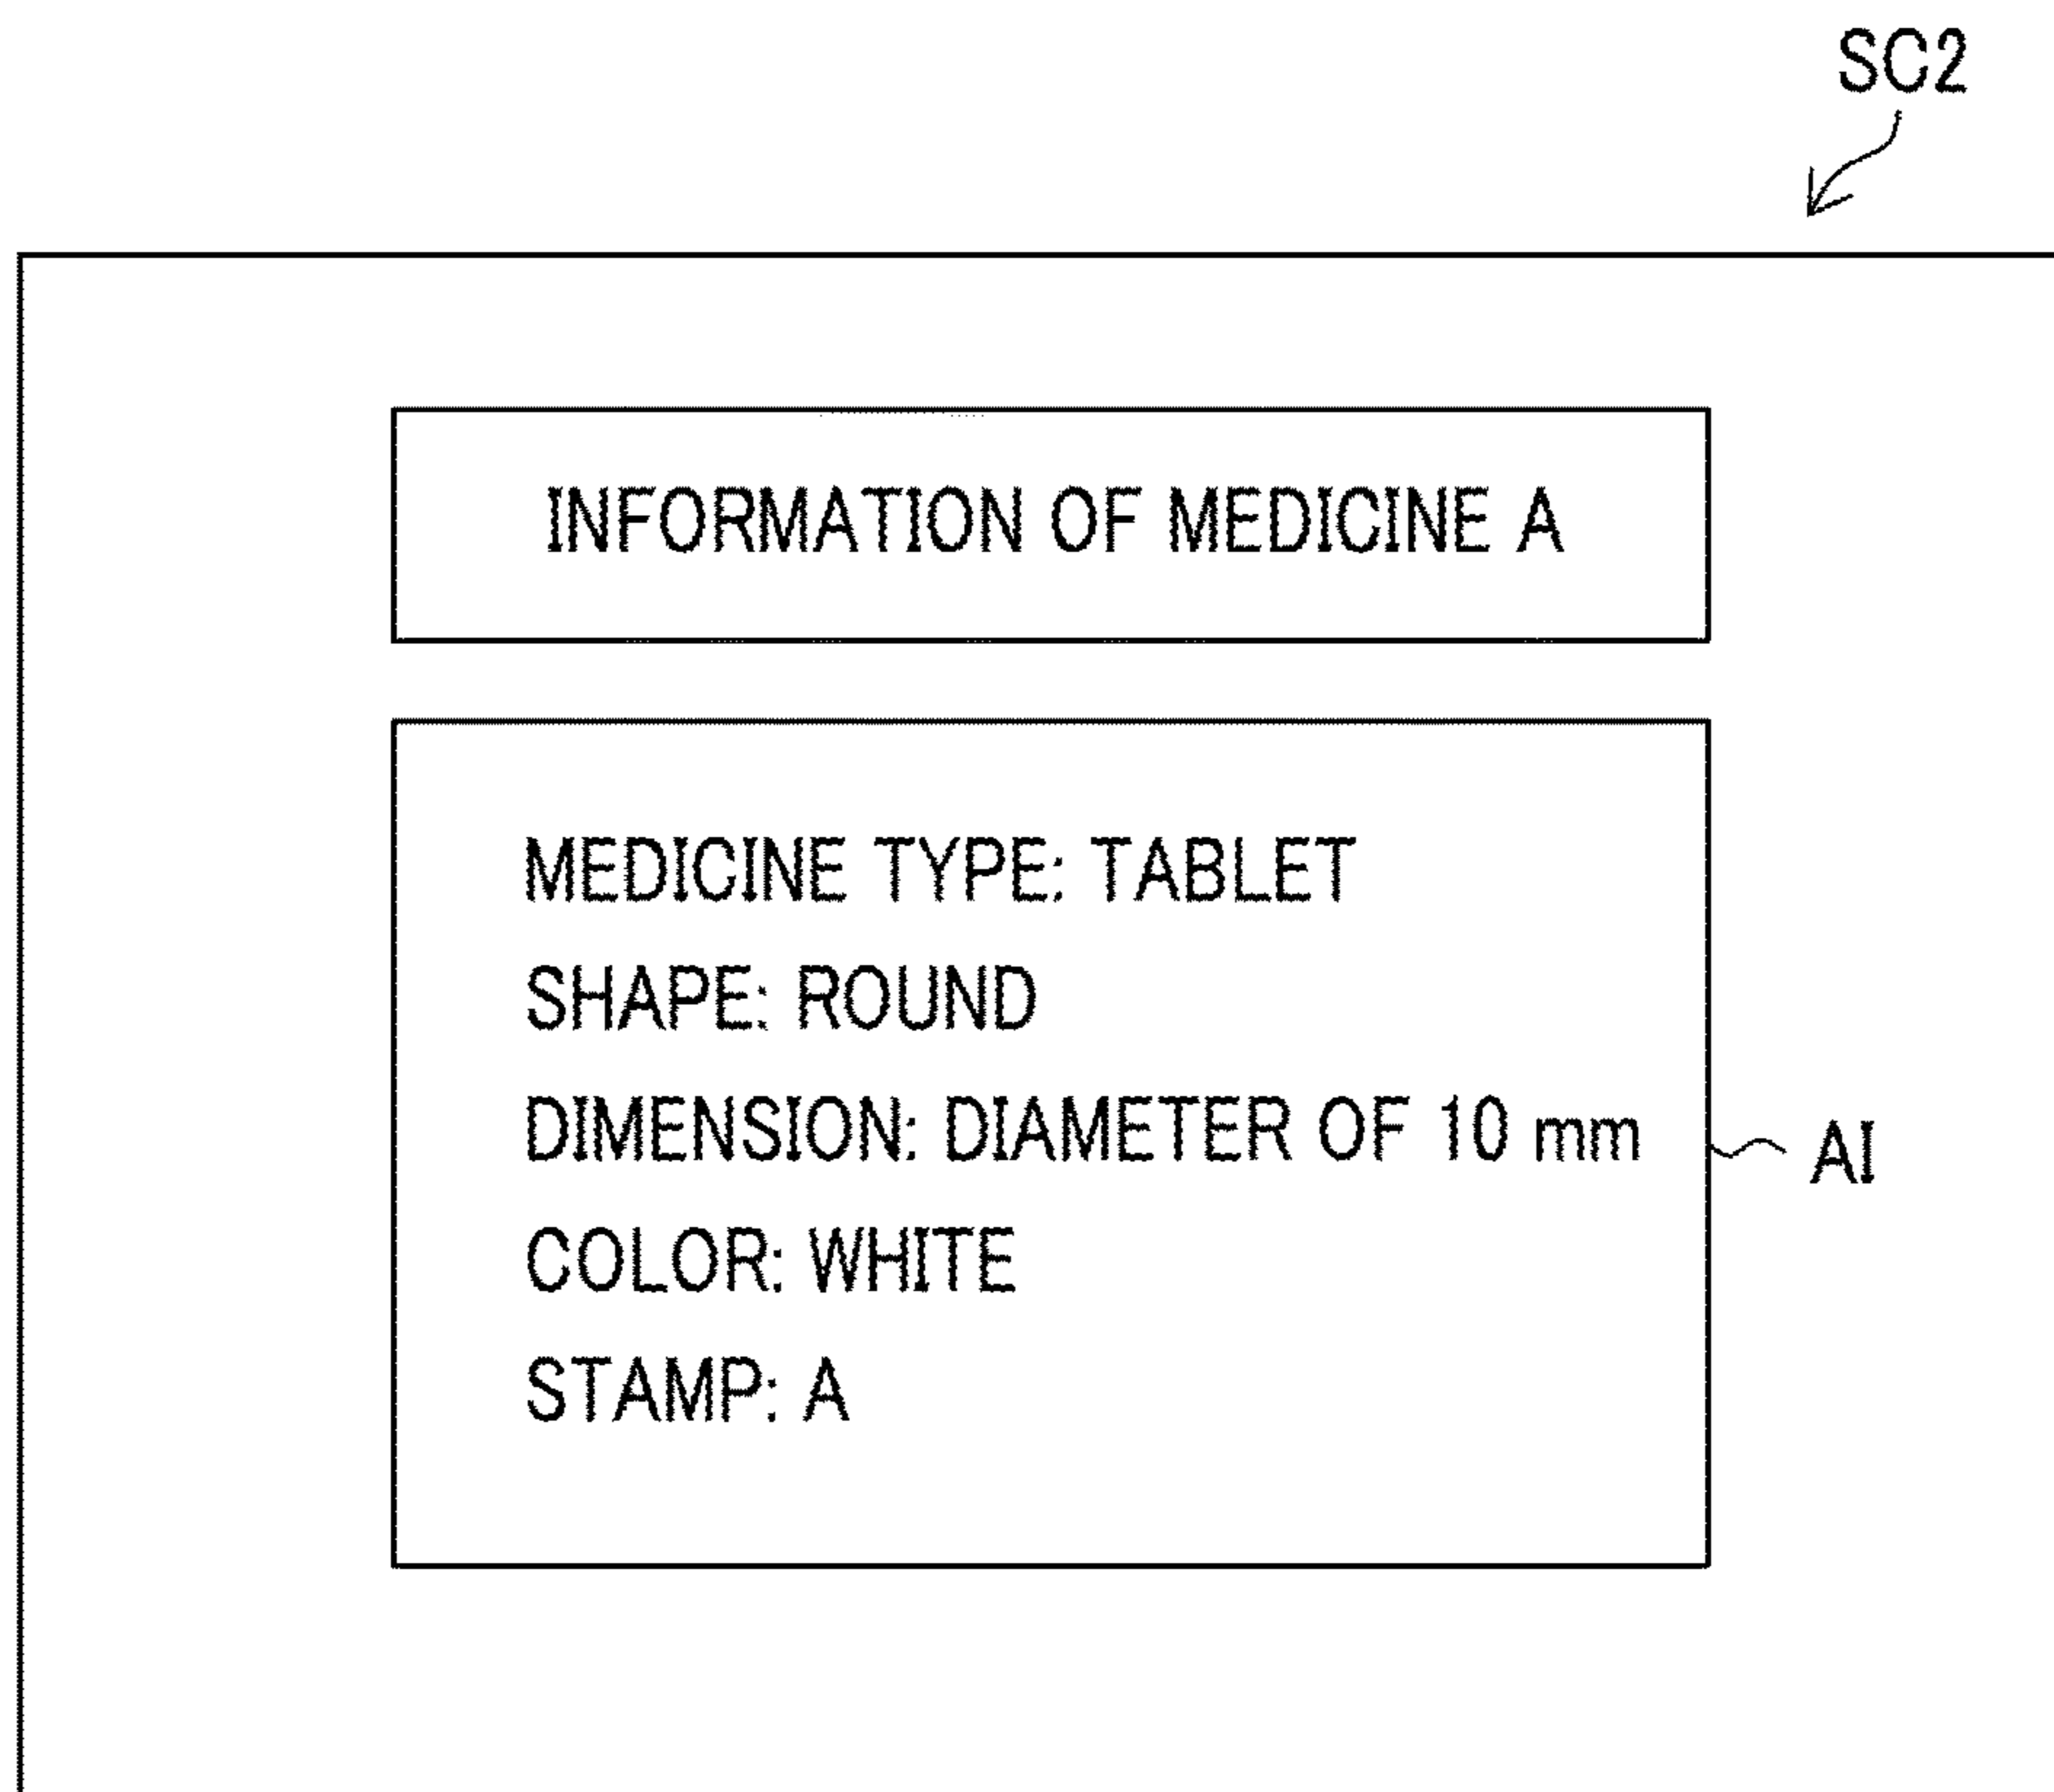 SC2
INFORMATION OF MEDICINE A
MEDICINE TYPE: TABLET
SHAPE: ROUND
DIMENSION: DIAMETER OF 10 mm
AI
COLOR: WHITE
STAMP: A